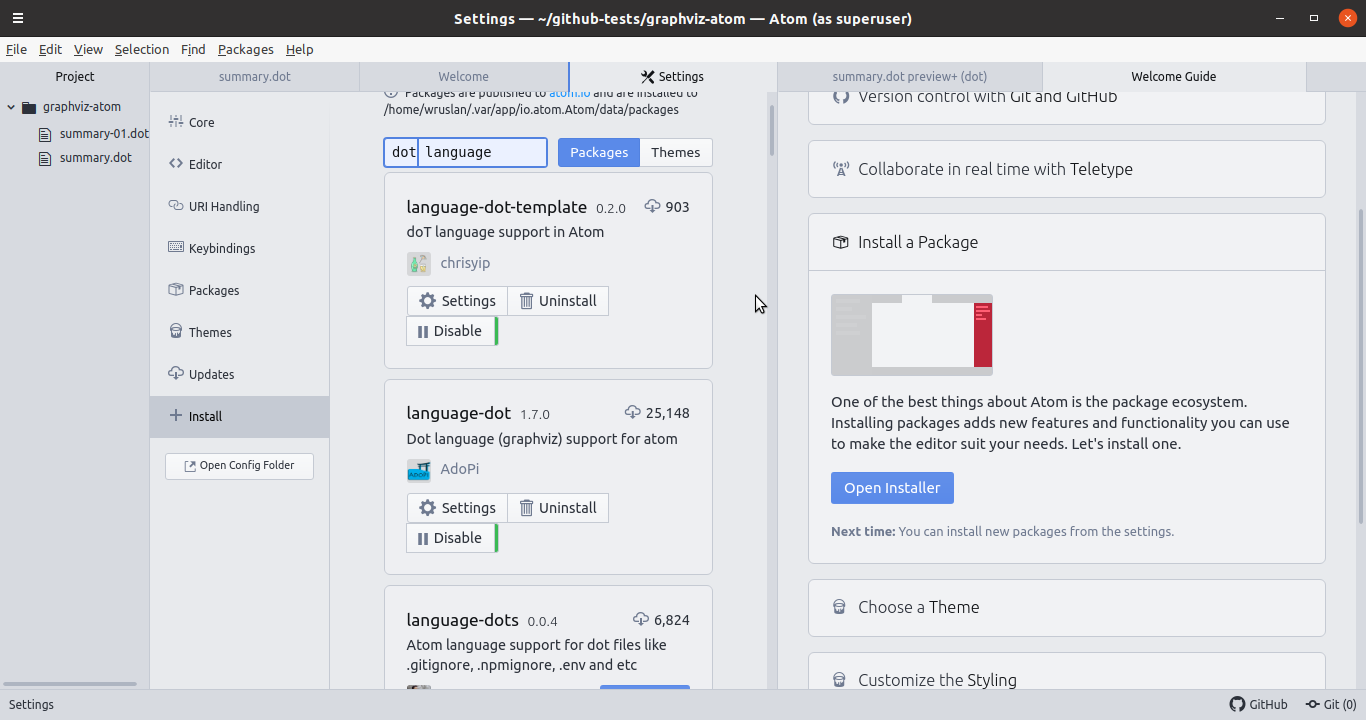 Settings — ~/github-tests/graphviz-atom — Atom (as superuser)
File Edit View Selection Find Packages Help
Project
summary.dot
Welcome
Settings
summary.dot preview+ (dot)
Welcome Guide
graphviz-atom
summary-01.dot
summary.dot
Core
Editor
URI Handling
Keybindings
Packages
Themes
Updates
Install
Open Config Folder
Packages are published to atom.io and are installed to
/home/wruslan/.var/app/io.atom.Atom/data/packages
dot language
Packages
Themes
language-dot-template 0.2.0 903
doT language support in Atom
chrisyip
Settings Uninstall
Disable
language-dot 1.7.0 25,148
Dot language (graphviz) support for atom
AdoPi
Settings Uninstall
Disable
language-dots 0.0.4 6,824
Atom language support for dot files like
.gitignore, .npmignore, .env and etc
Version control with Git and GitHub
Collaborate in real time with Teletype
Install a Package
One of the best things about Atom is the package ecosystem.
Installing packages adds new features and functionality you can use
to make the editor suit your needs. Let's install one.
Open Installer
Next time: You can install new packages from the settings.
Choose a Theme
Customize the Styling
Settings
GitHub
Git (0)